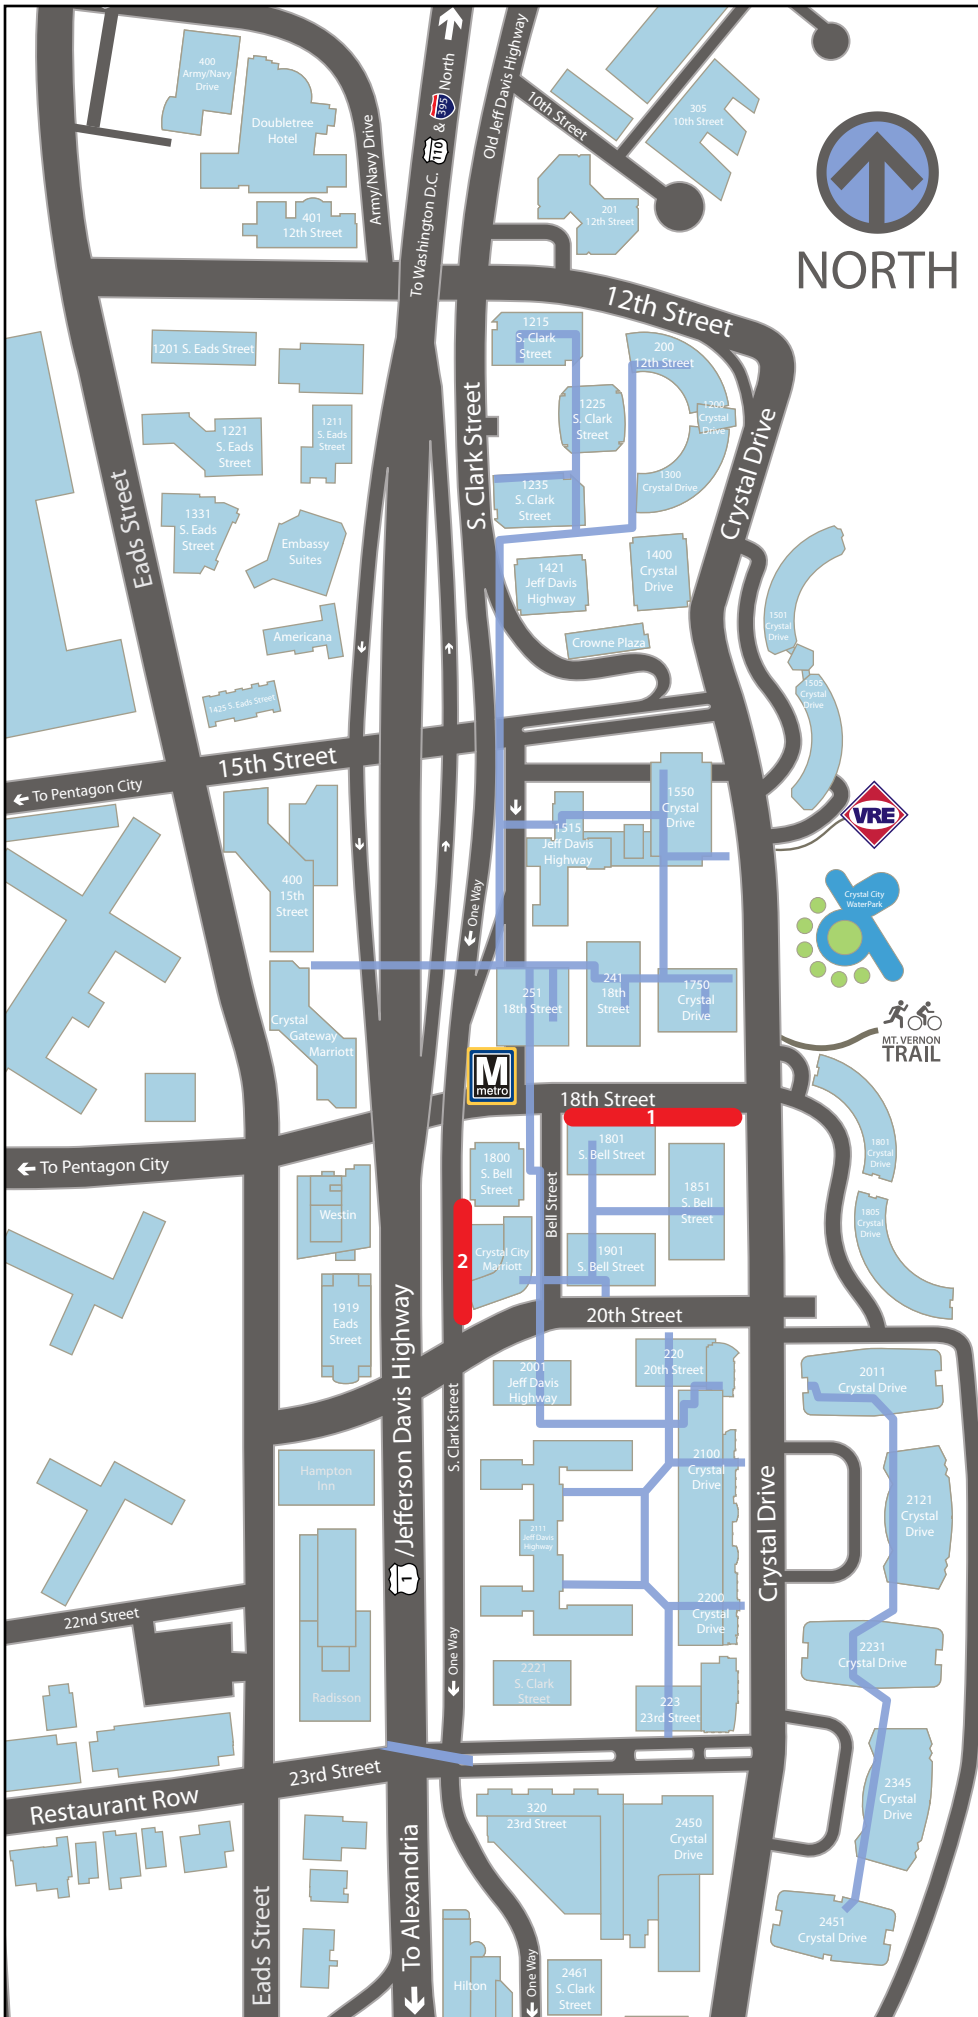 400
Army/Navy
Drive
Doubletree
Hotel
401
12th Street
Army/Navy Drive
To Washington D.C.
110
&
395
North
Old Jeff Davis Highway
10th Street
305
10th Street
201
12th Street
NORTH
12th Street
1201 S. Eads Street
1221
S. Eads
Street
1211
S. Eads
Street
1331
S. Eads
Street
Embassy
Suites
Americana
1425 S. Eads Street
Eads Street
S. Clark Street
1215
S. Clark
Street
1225
S. Clark
Street
1235
S. Clark
Street
200
12th Street
1200
Crystal
Drive
1300
Crystal Drive
Crystal Drive
1421
Jeff Davis
Highway
1400
Crystal
Drive
Crowne Plaza
1501
Crystal
Drive
1505
Crystal
Drive
15th Street
To Pentagon City
400
15th
Street
One Way
1515
Jeff Davis
Highway
1550
Crystal
Drive
VRE
Crystal City
WaterPark
Crystal
Gateway
Marriott
251
18th Street
241
18th
Street
1750
Crystal
Drive
MT. VERNON
TRAIL
M
metro
18th Street
1
To Pentagon City
1800
S. Bell
Street
Bell Street
1801
S. Bell Street
1851
S. Bell
Street
1801
Crystal
Drive
1805
Crystal
Drive
Westin
2
Crystal City
Marriott
1901
S. Bell Street
1919
Eads
Street
20th Street
/Jefferson Davis Highway
1
S. Clark Street
2001
Jeff Davis
Highway
220
20th Street
2011
Crystal Drive
Hampton
Inn
2100
Crystal
Drive
2111
Jeff Davis
Highway
2121
Crystal
Drive
Crystal Drive
22nd Street
2200
Crystal
Drive
One Way
2221
S. Clark
Street
2231
Crystal Drive
Radisson
223
23rd Street
23rd Street
Restaurant Row
2345
Crystal
Drive
320
23rd Street
2450
Crystal
Drive
To Alexandria
Eads Street
2451
Crystal Drive
Hilton
One Way
2461
S. Clark
Street